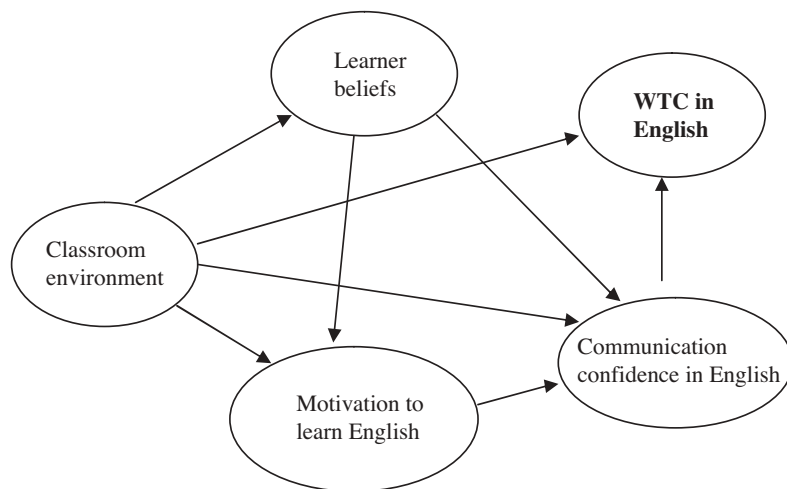 Learner
beliefs
WTC in
English
Classroom
environment
Communication
confidence in English
Motivation to
learn English